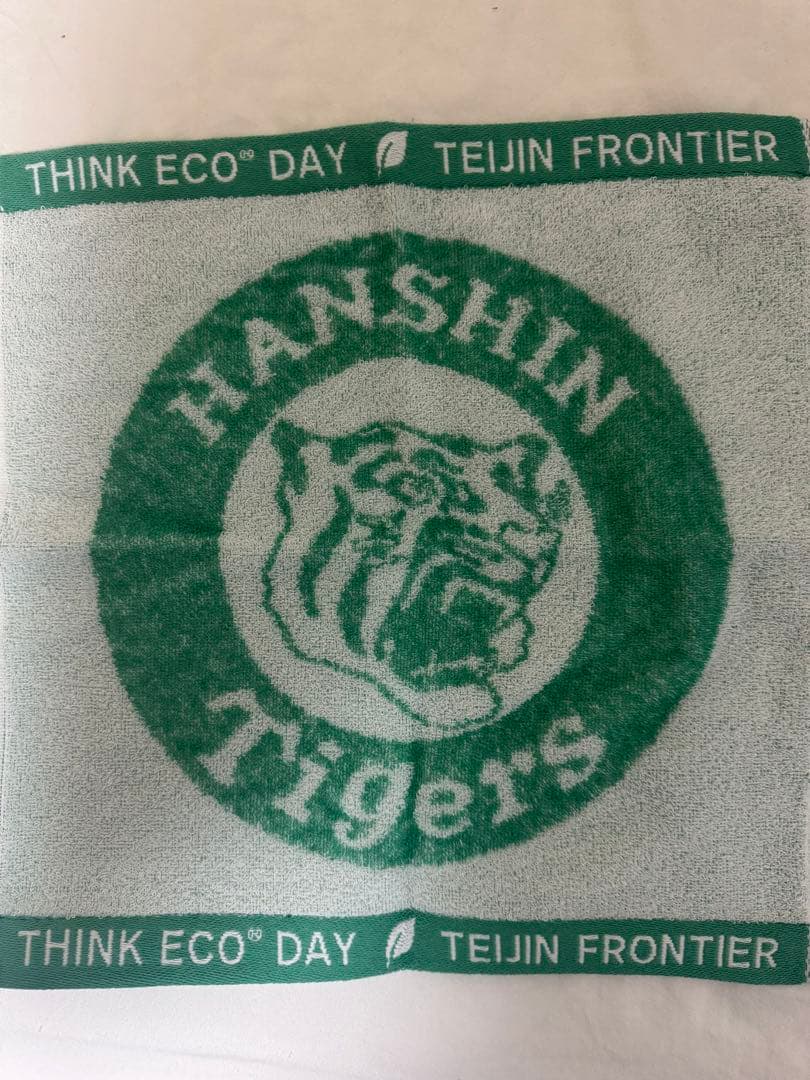 THINK ECO® DAY TEIJIN FRONTIER
HANSHIN
Tigers
THINK ECO® DAY TEIJIN FRONTIER